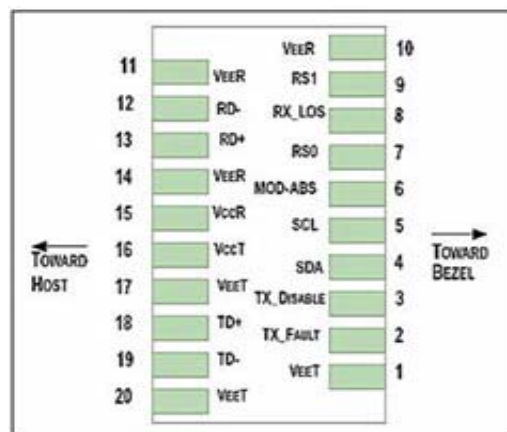 11 VEER
12 RD-
13 RD+
14 VEER
15 VCCR
16 VCCT
17 VEET
18 TD+
19 TD-
20 VEET
VEER 10
RS1 9
RX_LOS 8
RS0 7
MOD-ABS 6
SCL 5
SDA 4
TX_DISABLE 3
TX_FAULT 2
VEET 1
TOWARD
HOST
TOWARD
BEZEL